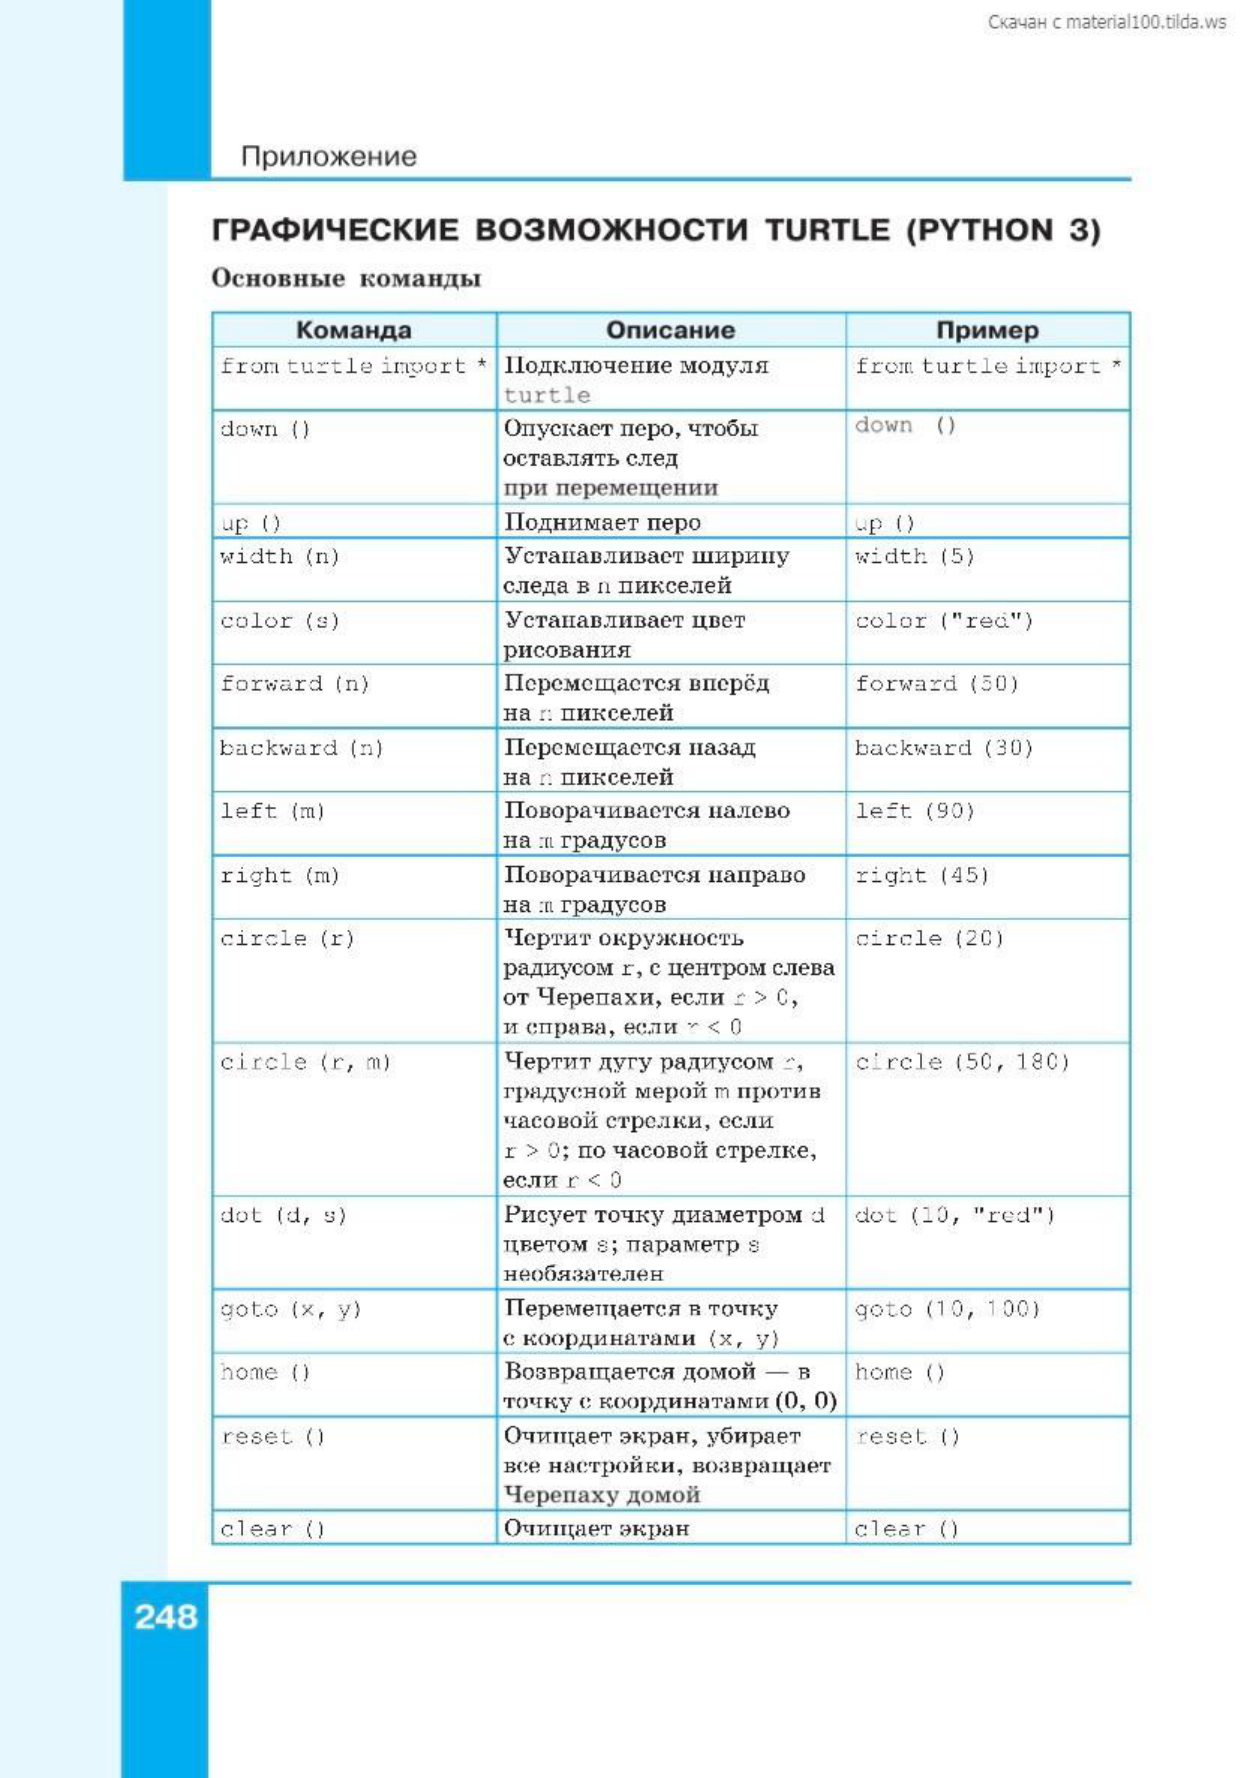 Скачан с material100.tilda.ws
Приложение
ГРАФИЧЕСКИЕ ВОЗМОЖНОСТИ TURTLE (PYTHON 3)
Основные команды
Команда Описание Пример
from turtle import * Подключение модуля from turtle import *
turtle
down () Опускает перо, чтобы down ()
оставлять след
при перемещении
up () Поднимает перо up ()
width (n) Устанавливает ширину width (5)
следа в n пикселей
color (s) Устанавливает цвет color ("red")
рисования
forward (n) Перемещается вперёд forward (50)
на n пикселей
backward (n) Перемещается назад backward (30)
на n пикселей
left (m) Поворачивается налево left (90)
на m градусов
right (m) Поворачивается направо right (45)
на m градусов
circle (r) Чертит окружность circle (20)
радиусом r, с центром слева
от Черепахи, если r > 0,
и справа, если r < 0
circle (r, m) Чертит дугу радиусом r, circle (50, 180)
градусной мерой m против
часовой стрелки, если
r > 0; по часовой стрелке,
если r < 0
dot (d, s) Рисует точку диаметром d dot (10, "red")
цветом s; параметр s
необязателен
goto (x, y) Перемещается в точку goto (10, 100)
с координатами (x, y)
home () Возвращается домой — в home ()
точку с координатами (0, 0)
reset () Очищает экран, убирает reset ()
все настройки, возвращает
Черепаху домой
clear () Очищает экран clear ()
248